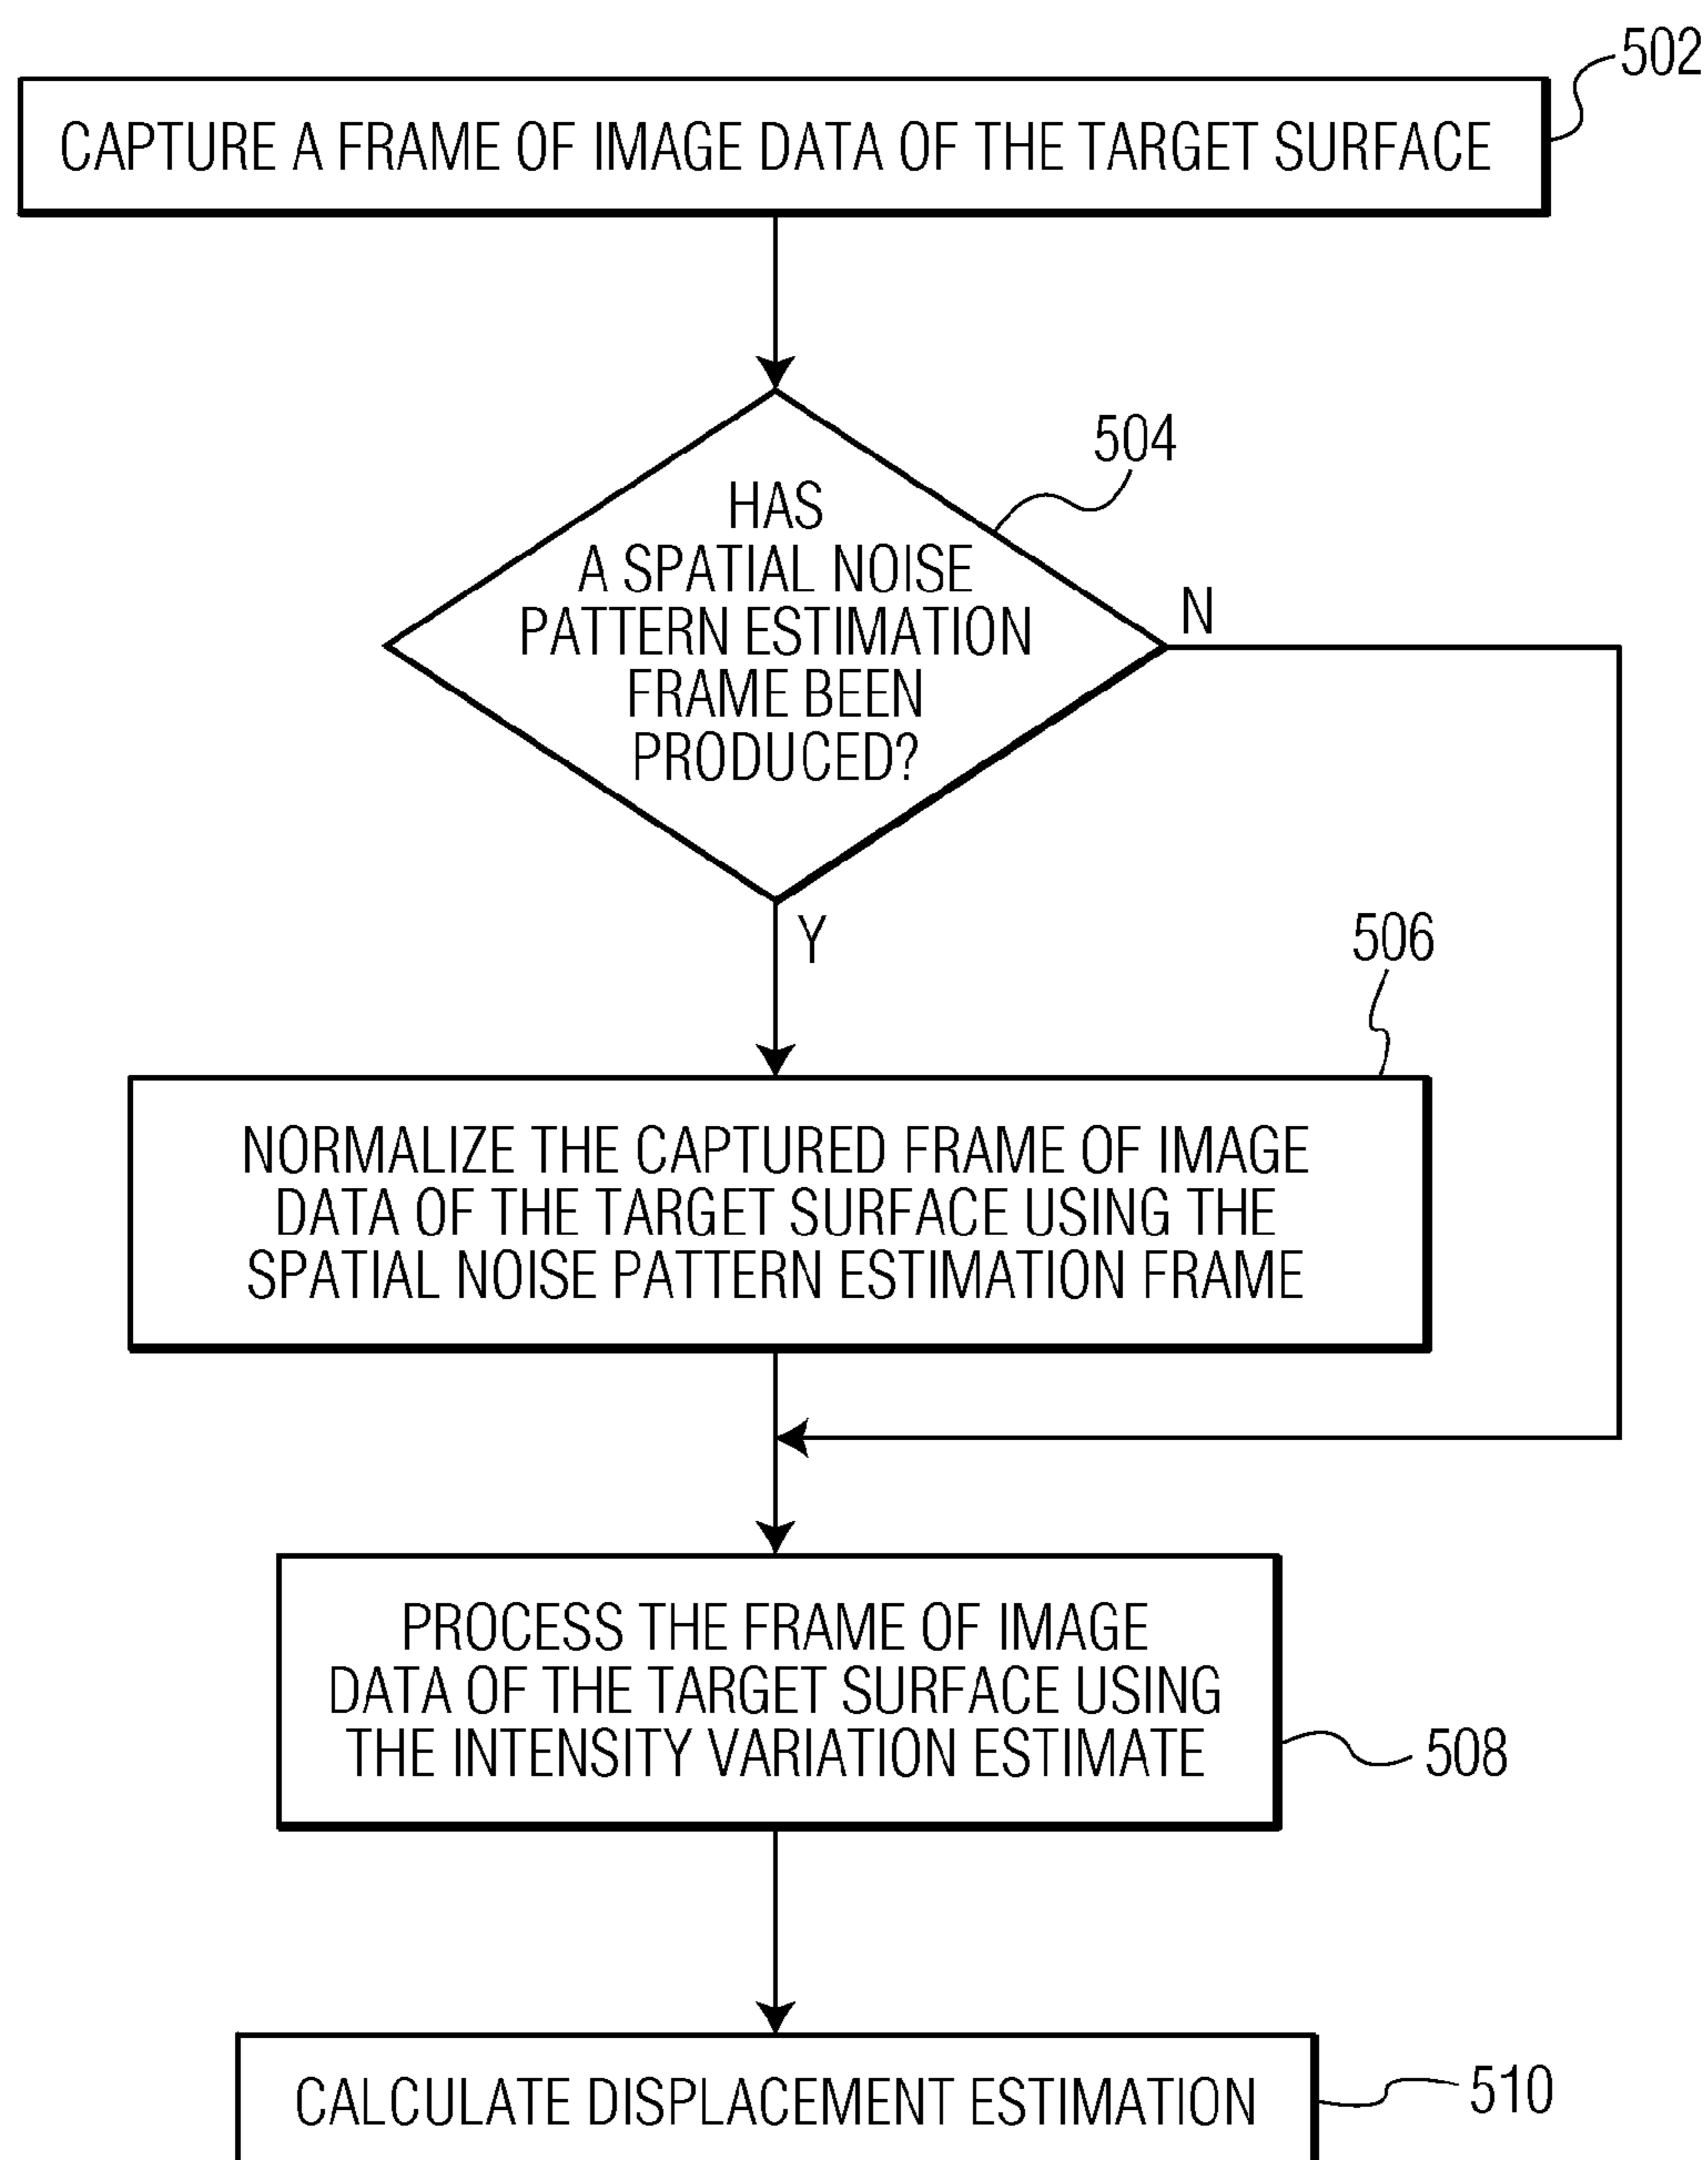 502
CAPTURE A FRAME OF IMAGE DATA OF THE TARGET SURFACE
504
HAS
A SPATIAL NOISE
PATTERN ESTIMATION
FRAME BEEN
PRODUCED?
N
Y
506
NORMALIZE THE CAPTURED FRAME OF IMAGE
DATA OF THE TARGET SURFACE USING THE
SPATIAL NOISE PATTERN ESTIMATION FRAME
PROCESS THE FRAME OF IMAGE
DATA OF THE TARGET SURFACE USING
THE INTENSITY VARIATION ESTIMATE
508
CALCULATE DISPLACEMENT ESTIMATION
510